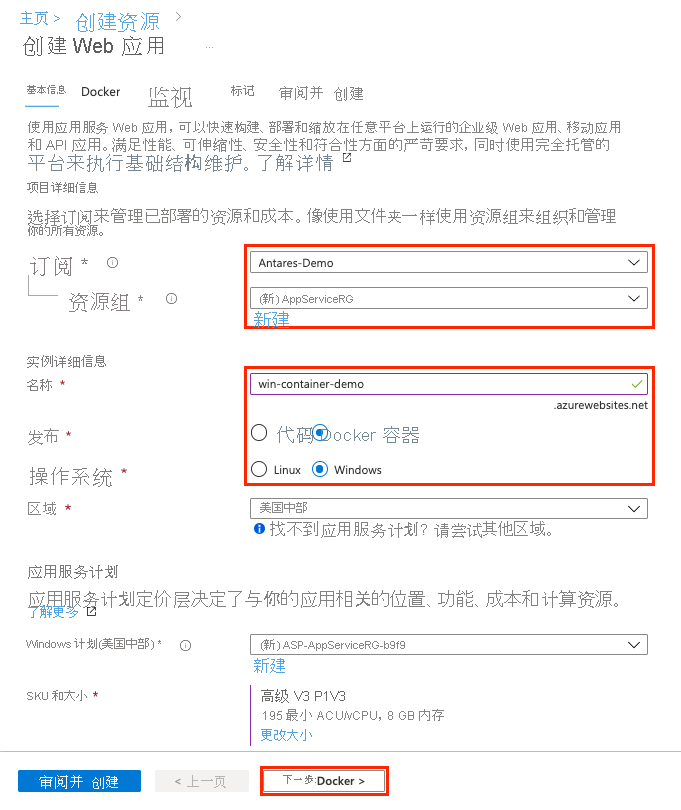 主页 > 创建资源 >
创建 Web 应用 ...
基本信息 Docker 监视 标记 审阅并 创建
使用应用服务 Web 应用，可以快速构建、部署和缩放在任意平台上运行的企业级 Web 应用、移动应用
和 API 应用。满足性能、可伸缩性、安全性和符合性方面的严苛要求，同时使用完全托管的
平台来执行基础结构维护。了解详情
项目详细信息
选择订阅来管理已部署的资源和成本。像使用文件夹一样使用资源组来组织和管理
你的所有资源。
订阅 * Antares-Demo
资源组 * (新) AppServiceRG
新建
实例详细信息
名称 * win-container-demo
.azurewebsites.net
发布 * 代码 Docker 容器
操作系统 * Linux Windows
区域 * 美国中部
找不到应用服务计划？请尝试其他区域。
应用服务计划
应用服务计划定价层决定了与你的应用相关的位置、功能、成本和计算资源。
了解更多
Windows 计划(美国中部) * (新) ASP-AppServiceRG-b9f9
新建
SKU 和大小 * 高级 V3 P1V3
195 最小 ACU/vCPU，8 GB 内存
更改大小
审阅并 创建 < 上一页 下一步:Docker >